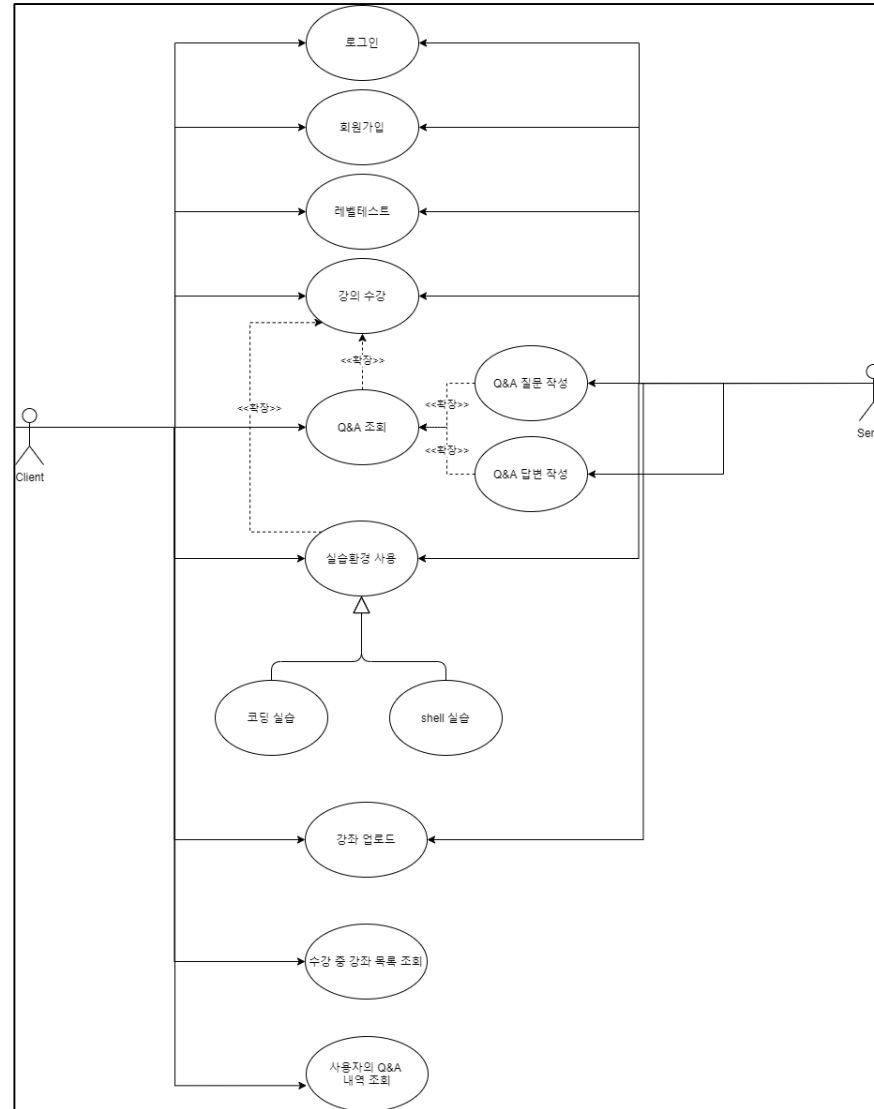 로그인
회원가입
레벨테스트
강의 수강
<<확장>>
Q&A 질문 작성
<<확장>>
<<확장>>
Q&A 조회
<<확장>>
Q&A 답변 작성
Client
실습환경 사용
코딩 실습
shell 실습
강좌 업로드
수강 중 강좌 목록 조회
사용자의 Q&A
내역 조회